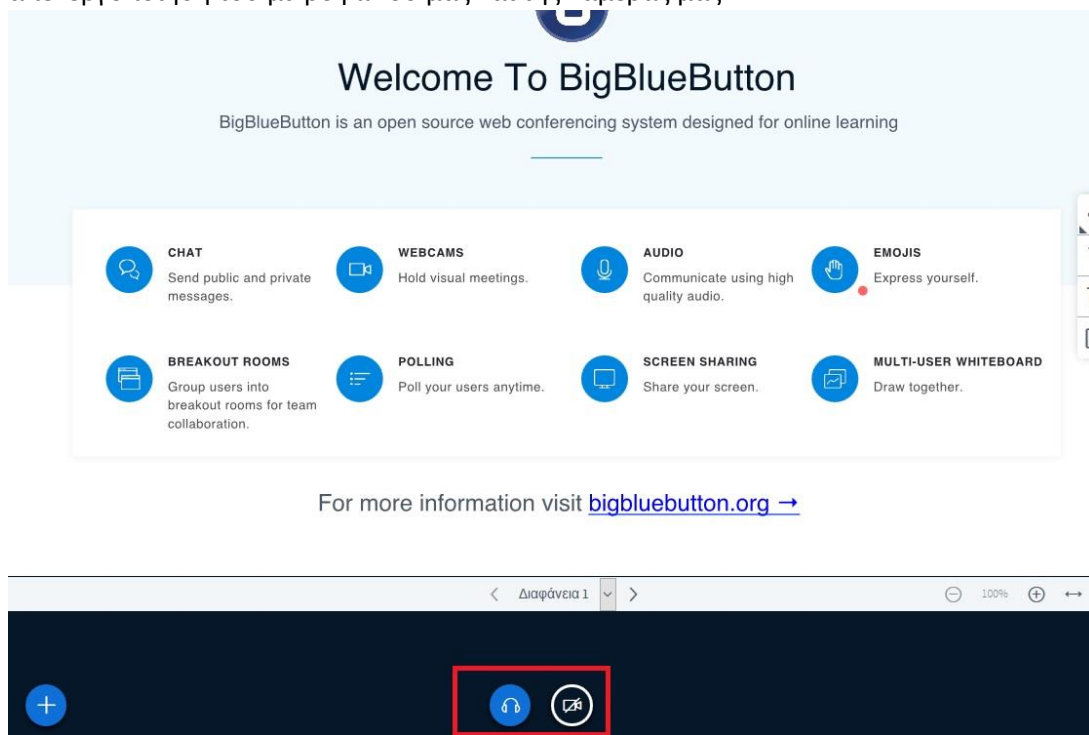 Welcome To BigBlueButton
BigBlueButton is an open source web conferencing system designed for online learning
CHAT
Send public and private
messages.
WEBCAMS
Hold visual meetings.
AUDIO
Communicate using high
quality audio.
EMOJIS
Express yourself.
BREAKOUT ROOMS
Group users into
breakout rooms for team
collaboration.
POLLING
Poll your users anytime.
SCREEN SHARING
Share your screen.
MULTI-USER WHITEBOARD
Draw together.
For more information visit bigbluebutton.org →
Διαφάνεια 1
100%